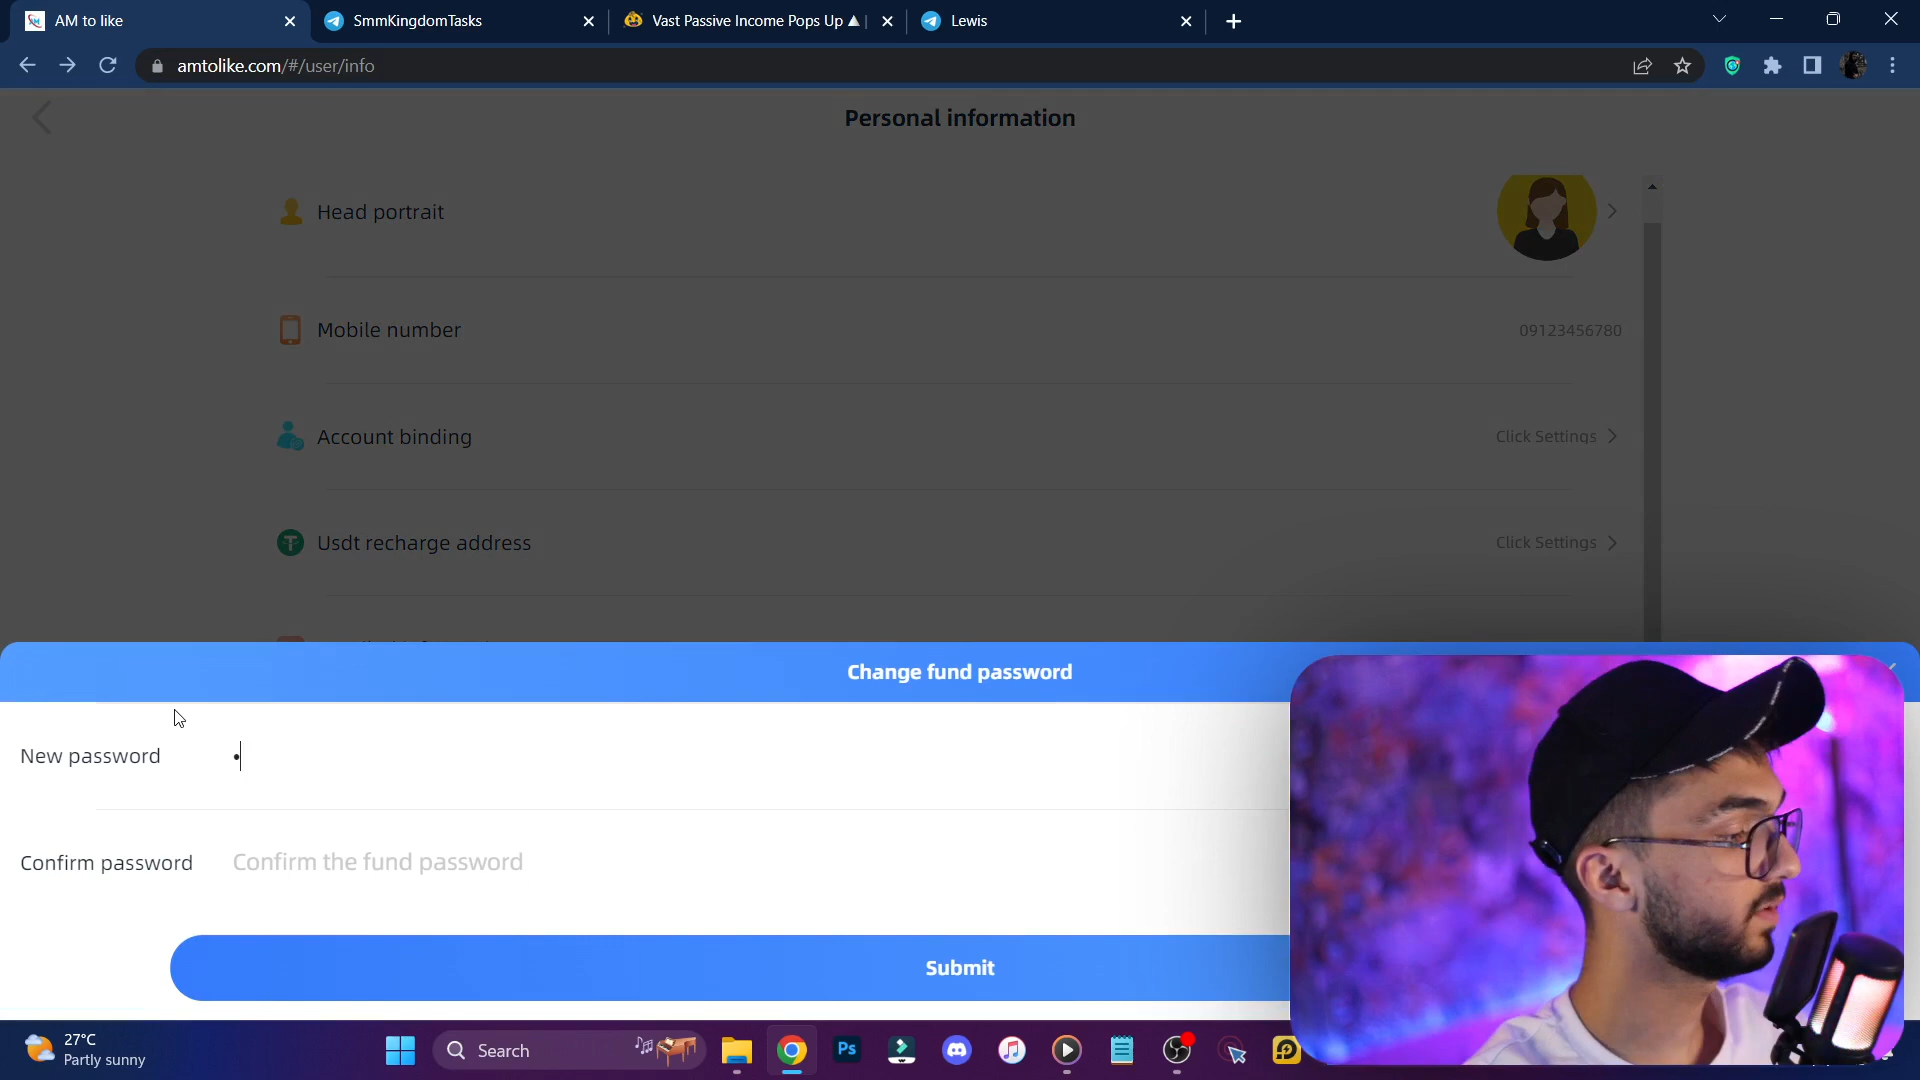 AM to like
SmmKingdomTasks
Vast Passive Income Pops Up
Lewis
amtolike.com/#/user/info
Personal information
Head portrait
Mobile number
09123456780
Account binding
Click Settings
Usdt recharge address
Click Settings
Change fund password
New password
Confirm password
Confirm the fund password
Submit
27°C
Partly sunny
Search
Ps